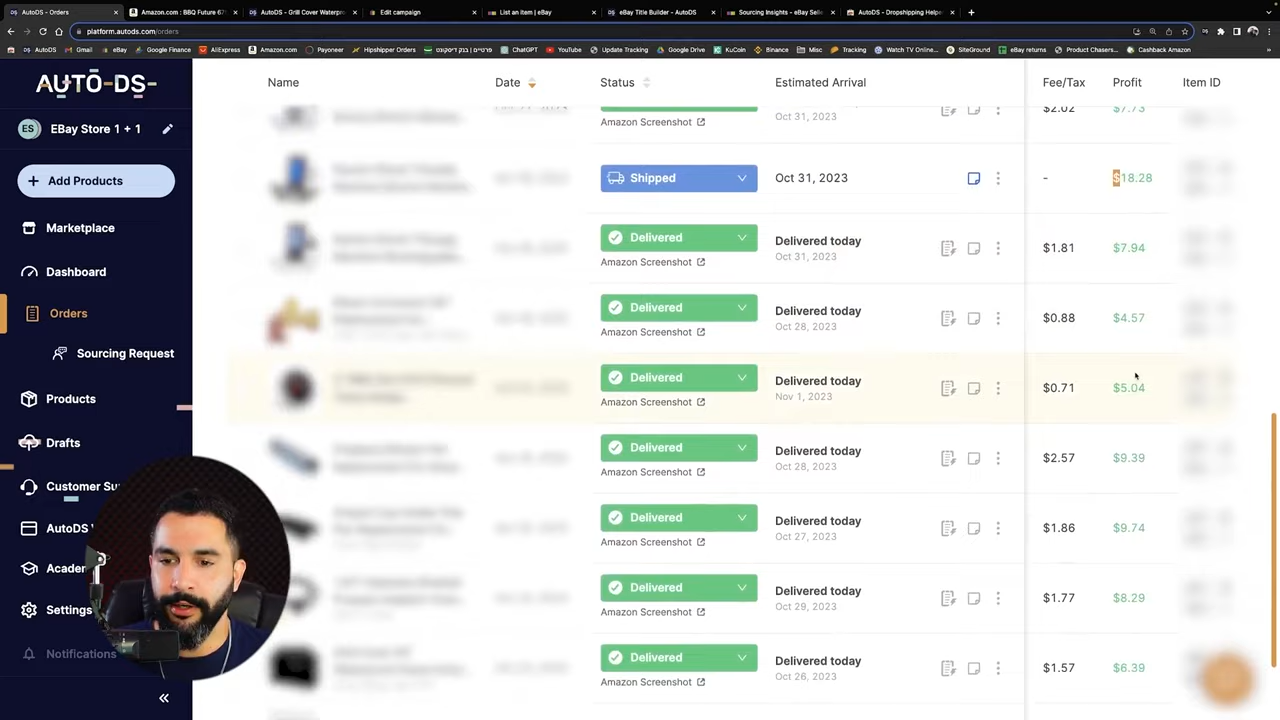 AutoDS - Orders
Amazon.com : BBQ Future 67
AutoDS - Grill Cover Waterpro
Edit campaign
List an item | eBay
eBay Title Builder - AutoDS
Sourcing Insights - eBay Selle
AutoDS - Dropshipping Helpe
platform.autods.com/orders
AutoDS
Gmail
eBay
Google Finance
AliExpress
Amazon.com
Payoneer
Hipshipper Orders
ChatGPT
YouTube
Update Tracking
Google Drive
KuCoin
Binance
Misc
Tracking
Watch TV Online...
SiteGround
eBay returns
Product Chasers...
Cashback Amazon
AUTO-DS
ES
EBay Store 1 + 1
+ Add Products
Marketplace
Dashboard
Orders
Sourcing Request
Products
Drafts
Customer Su
AutoDS
Acade
Settings
Notifications
Name
Date
Status
Estimated Arrival
Fee/Tax
Profit
Item ID
Amazon Screenshot
Oct 31, 2023
$2.02
$7.73
Shipped
Oct 31, 2023
-
$18.28
Delivered
Amazon Screenshot
Delivered today
Oct 31, 2023
$1.81
$7.94
Delivered
Amazon Screenshot
Delivered today
Oct 28, 2023
$0.88
$4.57
Delivered
Amazon Screenshot
Delivered today
Nov 1, 2023
$0.71
$5.04
Delivered
Amazon Screenshot
Delivered today
Oct 28, 2023
$2.57
$9.39
Delivered
Amazon Screenshot
Delivered today
Oct 27, 2023
$1.86
$9.74
Delivered
Amazon Screenshot
Delivered today
Oct 29, 2023
$1.77
$8.29
Delivered
Amazon Screenshot
Delivered today
Oct 26, 2023
$1.57
$6.39